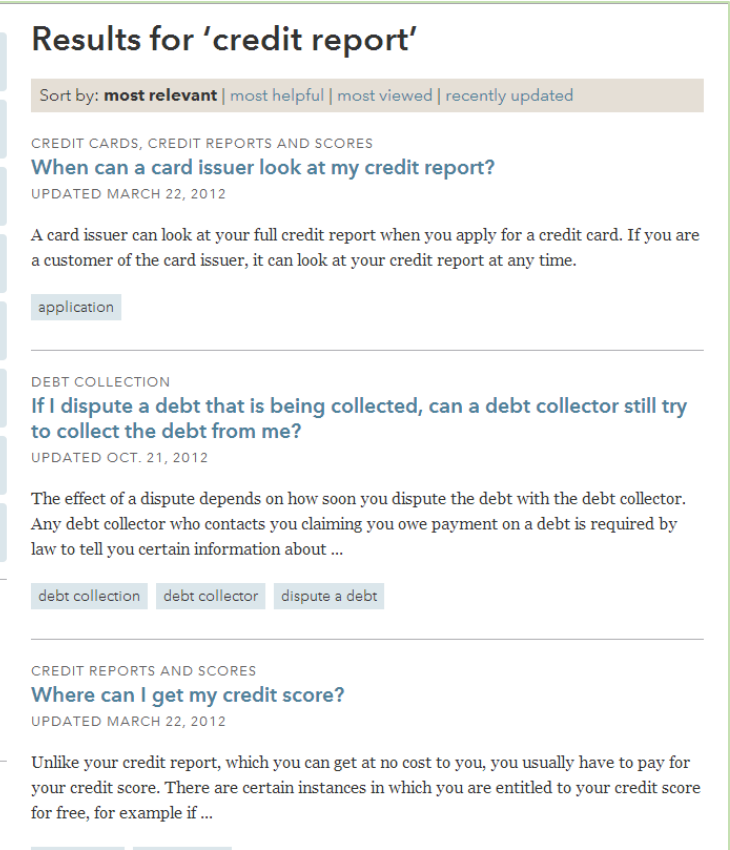 Results for ‘credit report’
Sort by: most relevant | most helpful | most viewed | recently updated
CREDIT CARDS, CREDIT REPORTS AND SCORES
When can a card issuer look at my credit report?
UPDATED MARCH 22, 2012
A card issuer can look at your full credit report when you apply for a credit card. If you are
a customer of the card issuer, it can look at your credit report at any time.
application
DEBT COLLECTION
If I dispute a debt that is being collected, can a debt collector still try
to collect the debt from me?
UPDATED OCT. 21, 2012
The effect of a dispute depends on how soon you dispute the debt with the debt collector.
Any debt collector who contacts you claiming you owe payment on a debt is required by
law to tell you certain information about ...
debt collection debt collector dispute a debt
CREDIT REPORTS AND SCORES
Where can I get my credit score?
UPDATED MARCH 22, 2012
Unlike your credit report, which you can get at no cost to you, you usually have to pay for
your credit score. There are certain instances in which you are entitled to your credit score
for free, for example if ...